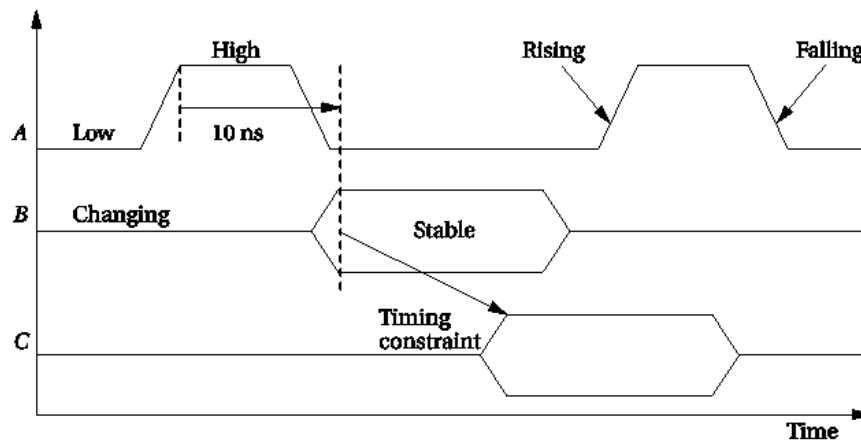 High
Rising
Falling
A
Low
10 ns
B
Changing
Stable
Timing
constraint
C
Time